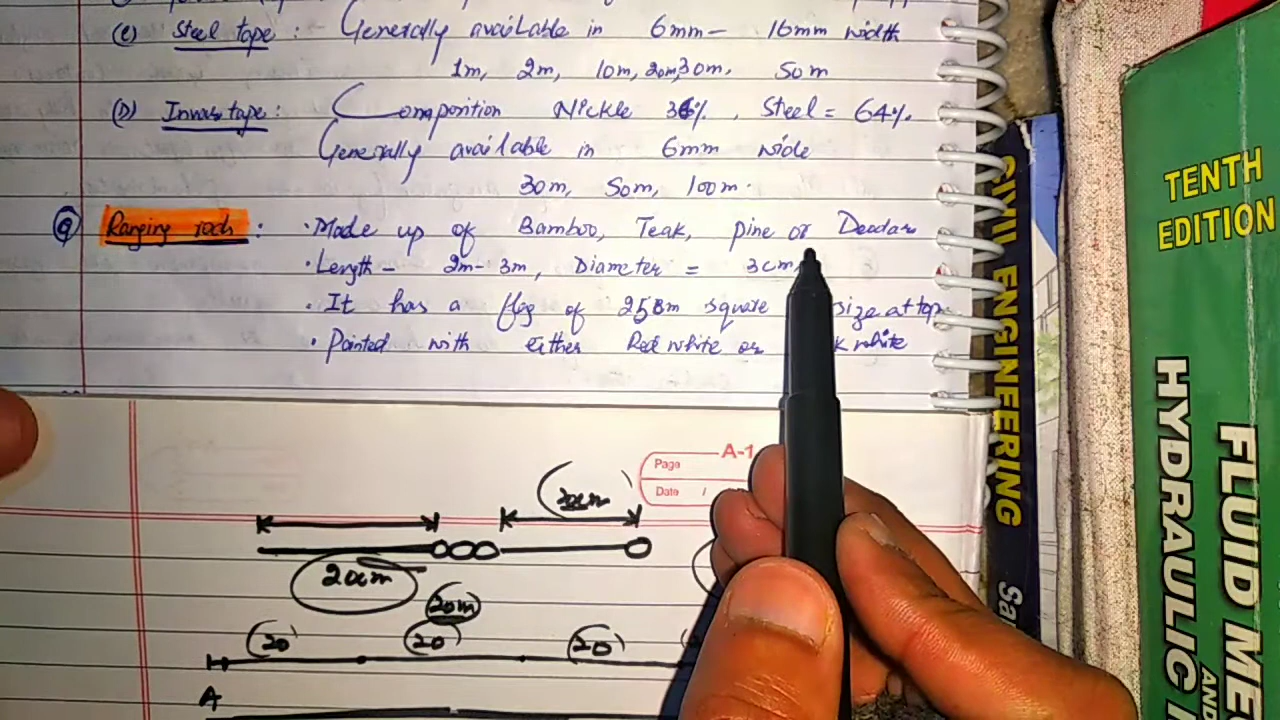 (C) Steel tape : Generally available in 6mm - 16mm width
1m, 2m, 10m, 20m, 30m, 50m
(D) Invar tape : Composition Nickle 36%, Steel = 64%
Generally available in 6mm wide
30m, 50m, 100m.
Q Ranging rods : • Made up of Bamboo, Teak, Pine or Deodar
• Length - 2m - 3m, Diameter = 3cm
• It has a flag of 25cm square size at top.
• Painted with either Red white or k white
A-1
Page
Date /
20cm
20m
(20) (20) (20)
A
CIVIL ENGINEERING
Sa
TENTH
EDITION
FLUID ME
HYDRAULIC
AND